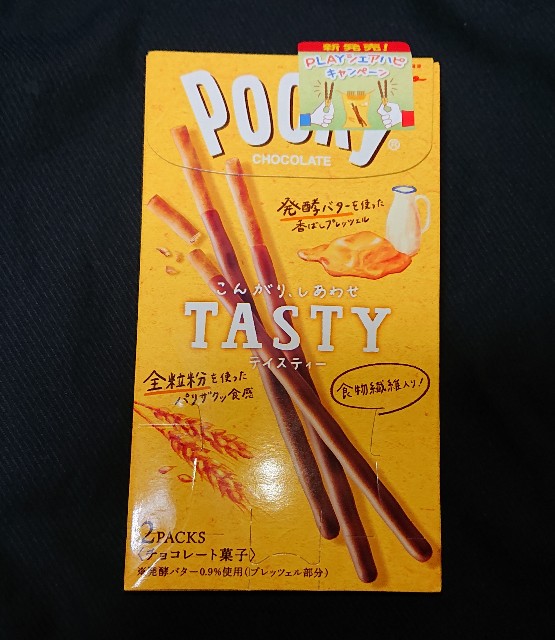 新発売!
PLAYシェアハピ
キャンペーン
POCKY®
CHOCOLATE
発酵バターを使った
香ばしプレッツェル
こんがり、しあわせ
TASTY
テイスティー
全粒粉を使った
パリザクッ食感
食物繊維入り!
2PACKS
〈チョコレート菓子〉
※発酵バター0.9%使用(プレッツェル部分)